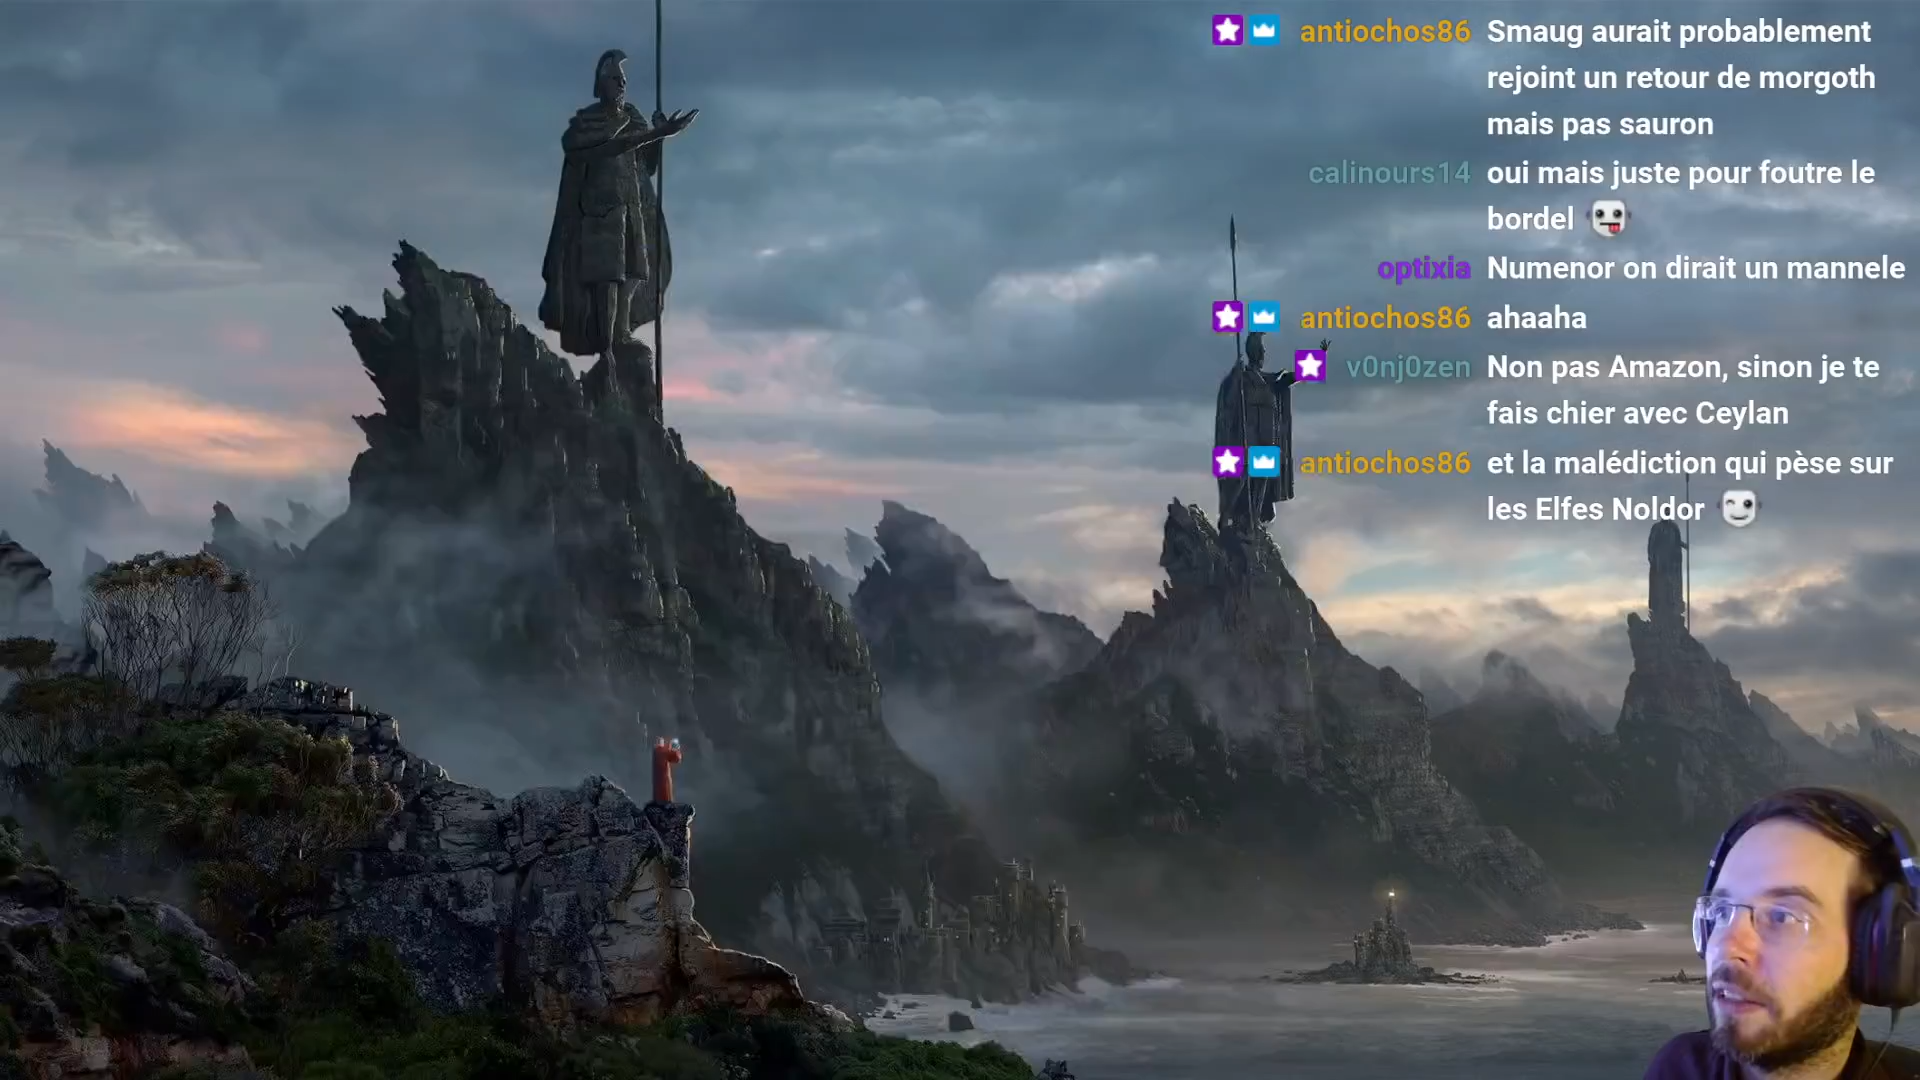 antiochos86 Smaug aurait probablement
rejoint un retour de morgoth
mais pas sauron
calinours14 oui mais juste pour foutre le
bordel
optixia Numenor on dirait un mannele
antiochos86 ahaaha
v0nj0zen Non pas Amazon, sinon je te
fais chier avec Ceylan
antiochos86 et la malédiction qui pèse sur
les Elfes Noldor